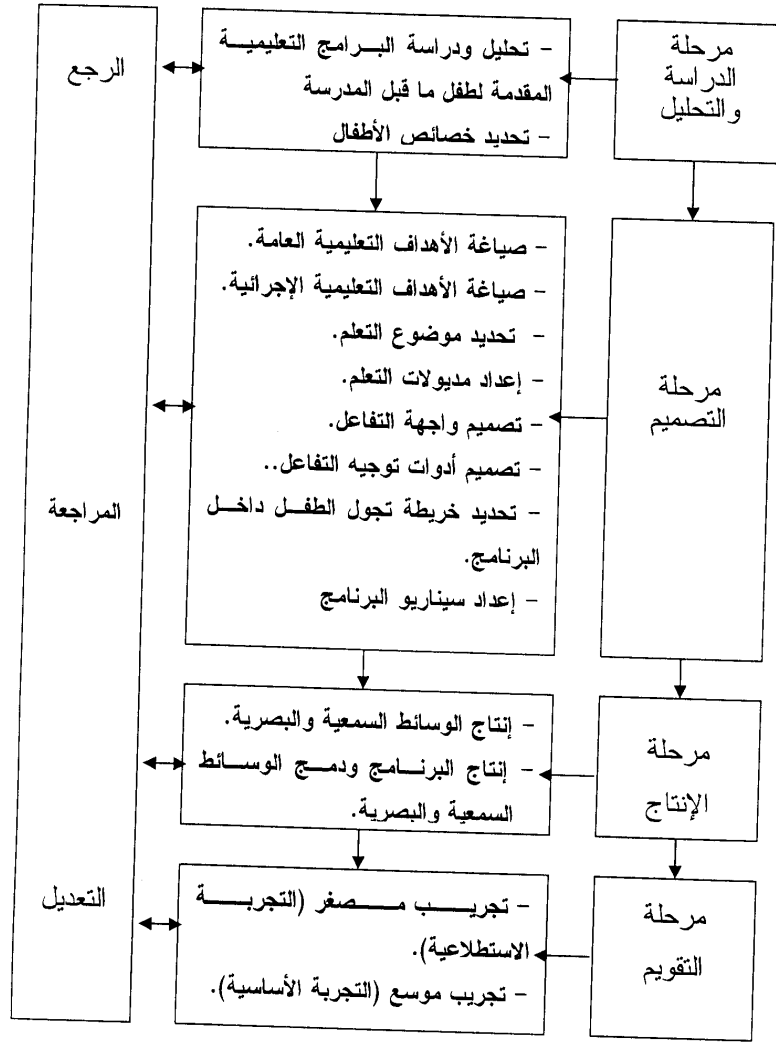 مرحلة
الدراسة
والتحليل
- تحليل ودراسة البرامج التعليمية
المقدمة لطفل ما قبل المدرسة
- تحديد خصائص الأطفال
الرجع
مرحلة
التصميم
- صياغة الأهداف التعليمية العامة.
- صياغة الأهداف التعليمية الإجرائية.
- تحديد موضوع التعلم.
- إعداد مديولات التعلم.
- تصميم واجهة التفاعل.
- تصميم أدوات توجيه التفاعل..
- تحديد خريطة تجول الطفل داخل
البرنامج.
- إعداد سيناريو البرنامج
المراجعة
مرحلة
الإنتاج
- إنتاج الوسائط السمعية والبصرية.
- إنتاج البرنامج ودمج الوسائط
السمعية والبصرية.
مرحلة
التقويم
- تجريب مصغر (التجربة
الاستطلاعية).
- تجريب موسع (التجربة الأساسية).
التعديل